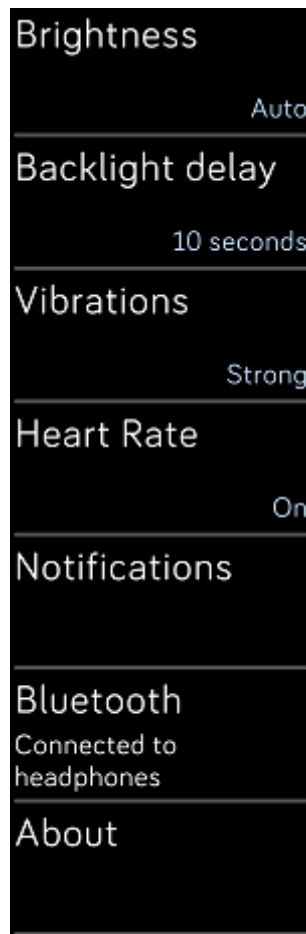 Brightness
Auto
Backlight delay
10 seconds
Vibrations
Strong
Heart Rate
On
Notifications
Bluetooth
Connected to
headphones
About